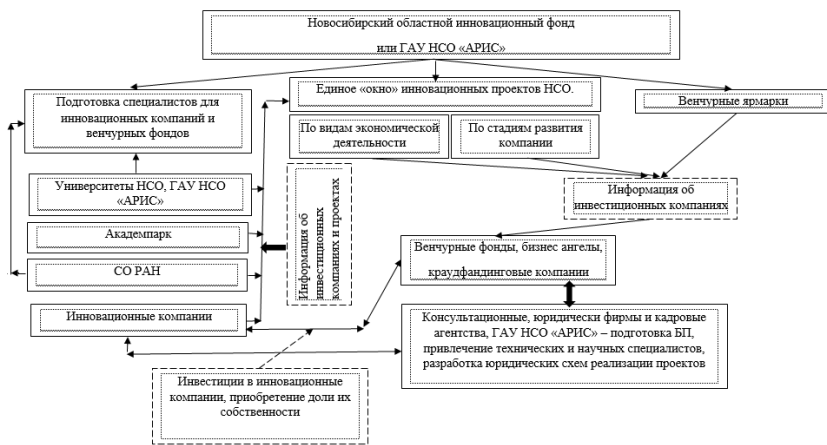 Новосибирский областной инновационный фонд
или ГАУ НСО «АРИС»
Подготовка специалистов для
инновационных компаний и
венчурных фондов
Единое «окно» инновационных проектов НСО.
Венчурные ярмарки
По видам экономической
деятельности
По стадиям развития
компании
Университеты НСО, ГАУ НСО
«АРИС»
Информация об
инвестиционных
компаниях и проектах
Информация об
инвестиционных компаниях
Академпарк
СО РАН
Венчурные фонды, бизнес ангелы,
краудфандинговые компании
Инновационные компании
Консультационные, юридически фирмы и кадровые
агентства, ГАУ НСО «АРИС» – подготовка БП,
привлечение технических и научных специалистов,
разработка юридических схем реализации проектов
Инвестиции в инновационные
компании, приобретение доли их
собственности